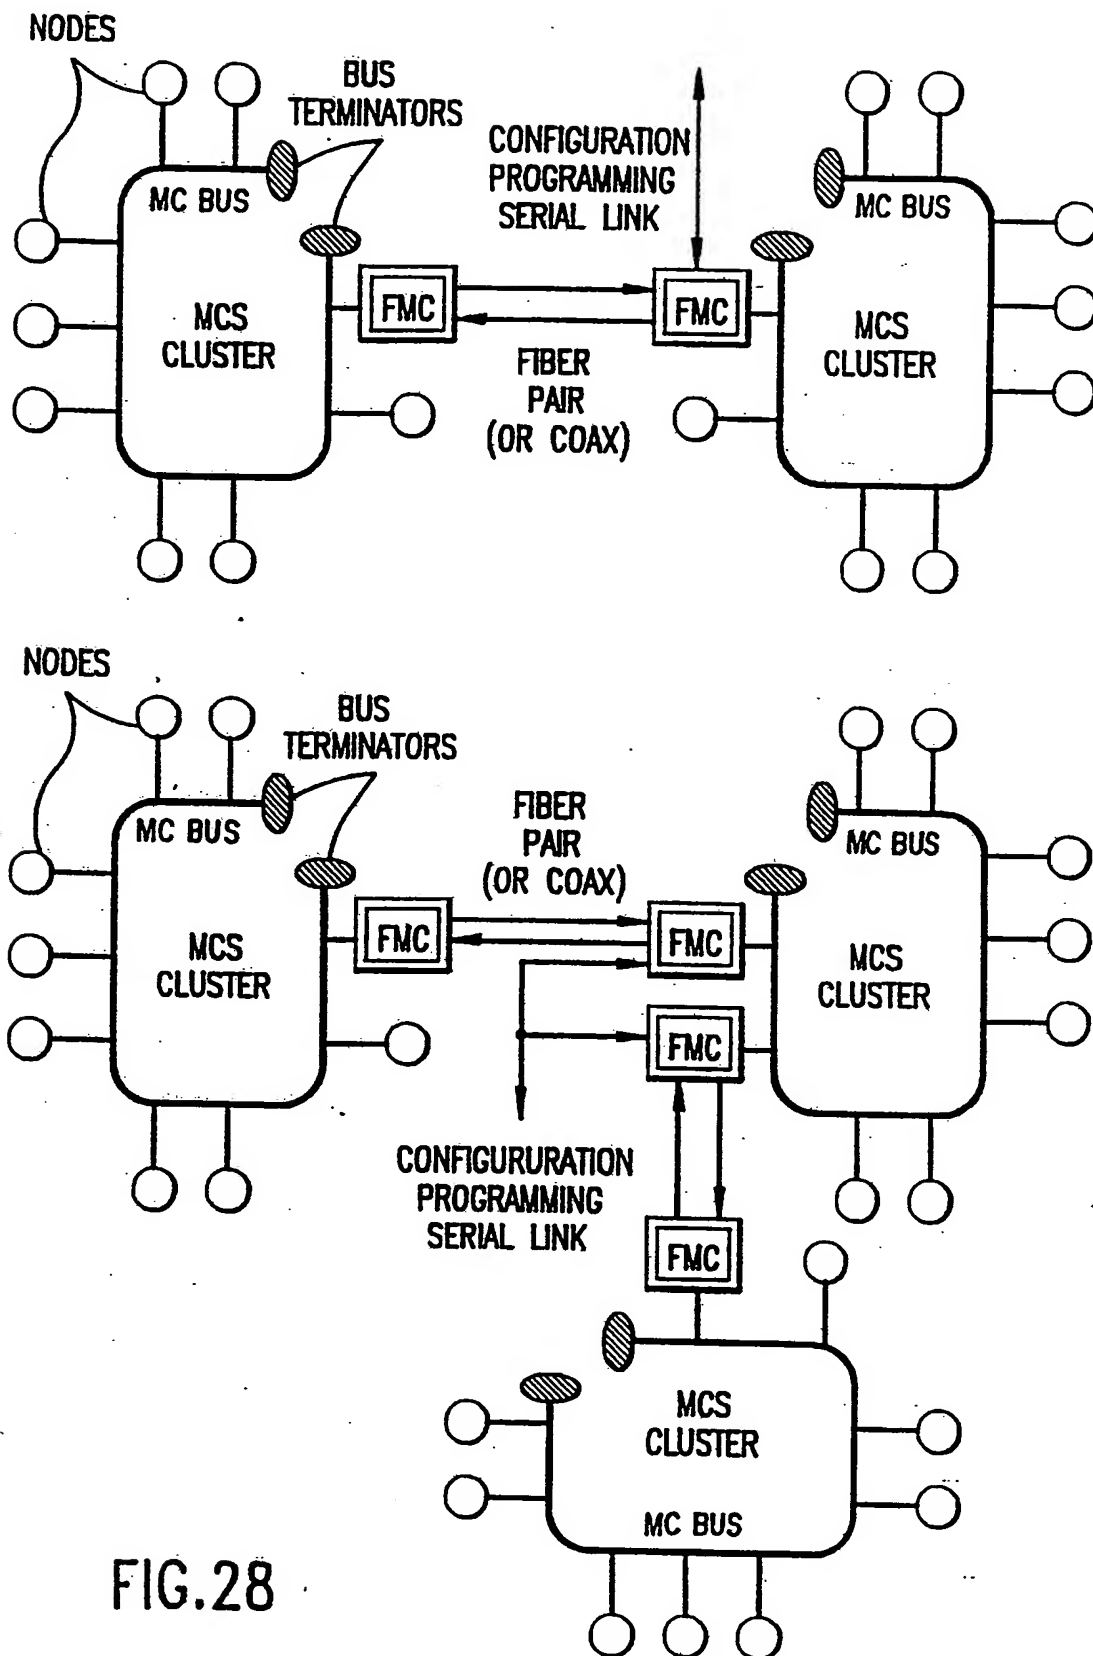 NODES
BUS
TERMINATORS
CONFIGURATION
PROGRAMMING
SERIAL LINK
MC BUS
MC BUS
MCS
CLUSTER
FMC
FMC
MCS
CLUSTER
FIBER
PAIR
(OR COAX)
NODES
BUS
TERMINATORS
MC BUS
FIBER
PAIR
(OR COAX)
MC BUS
MCS
CLUSTER
FMC
FMC
MCS
CLUSTER
FMC
CONFIGURURATION
PROGRAMMING
SERIAL LINK
FMC
MCS
CLUSTER
MC BUS
FIG.28